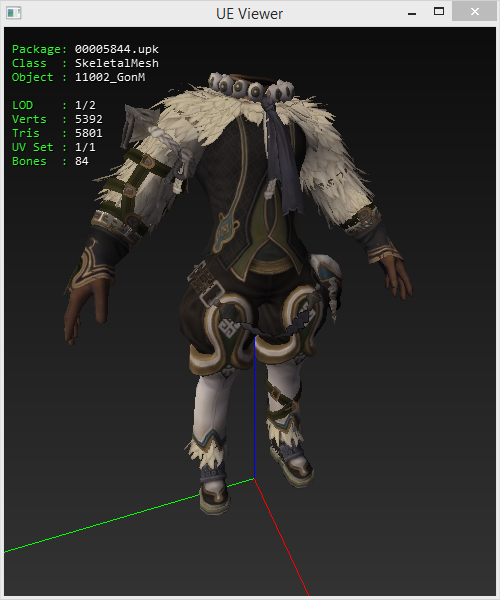 UE Viewer
Package: 00005844.upk
Class  : SkeletalMesh
Object : 11002_GonM
LOD    : 1/2
Verts  : 5392
Tris   : 5801
UV Set : 1/1
Bones  : 84